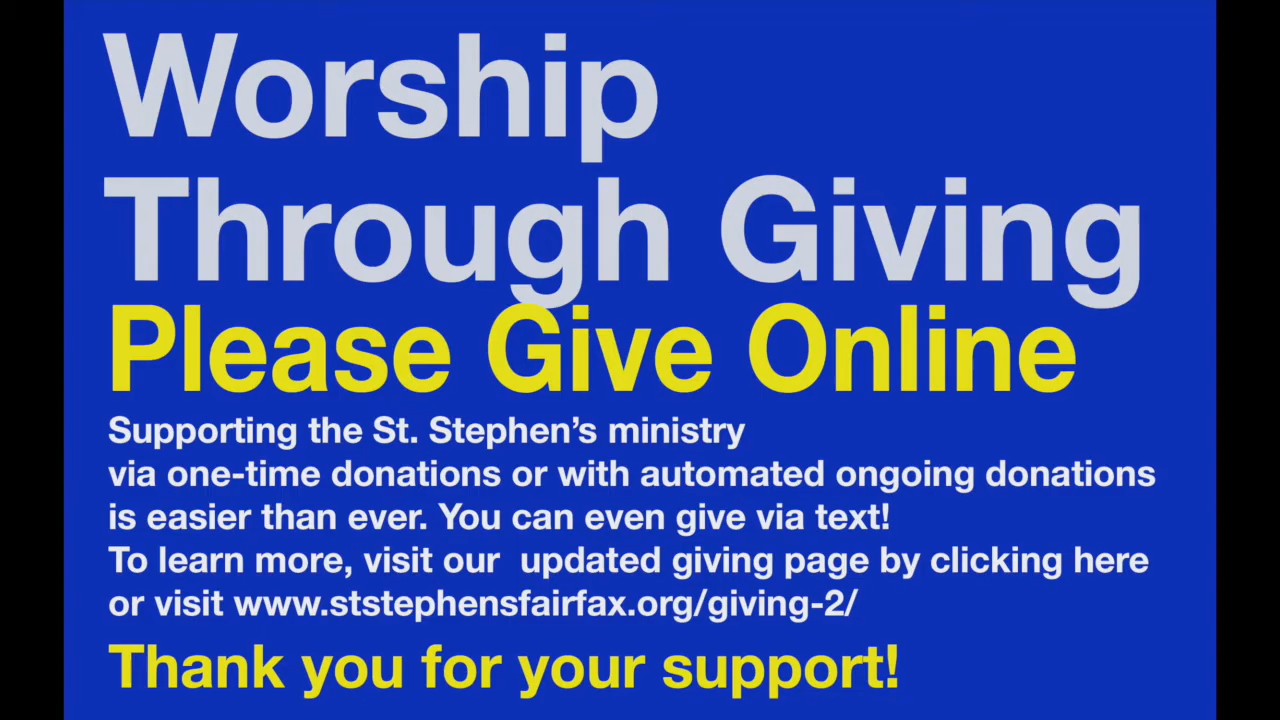 Worship
Through Giving
Please Give Online
Supporting the St. Stephen’s ministry
via one-time donations or with automated ongoing donations
is easier than ever. You can even give via text!
To learn more, visit our  updated giving page by clicking here
or visit www.ststephensfairfax.org/giving-2/
Thank you for your support!